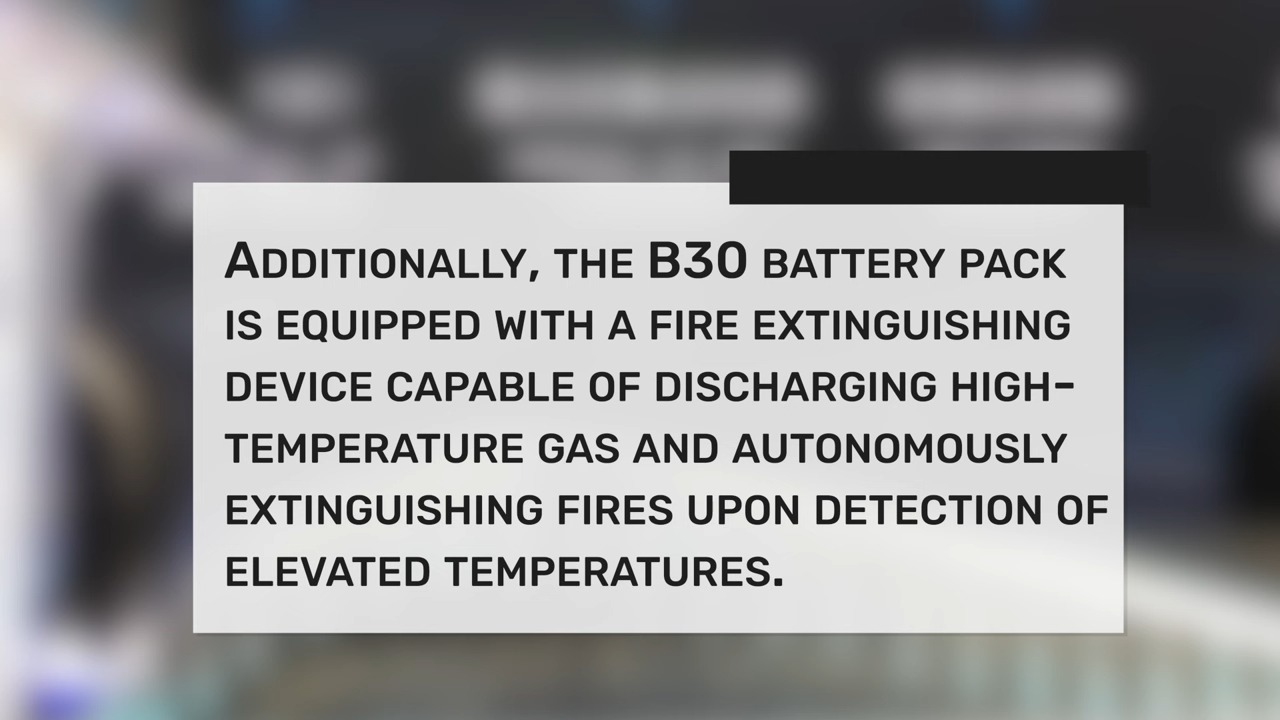 Additionally, the B30 battery pack
is equipped with a fire extinguishing
device capable of discharging high-
temperature gas and autonomously
extinguishing fires upon detection of
elevated temperatures.